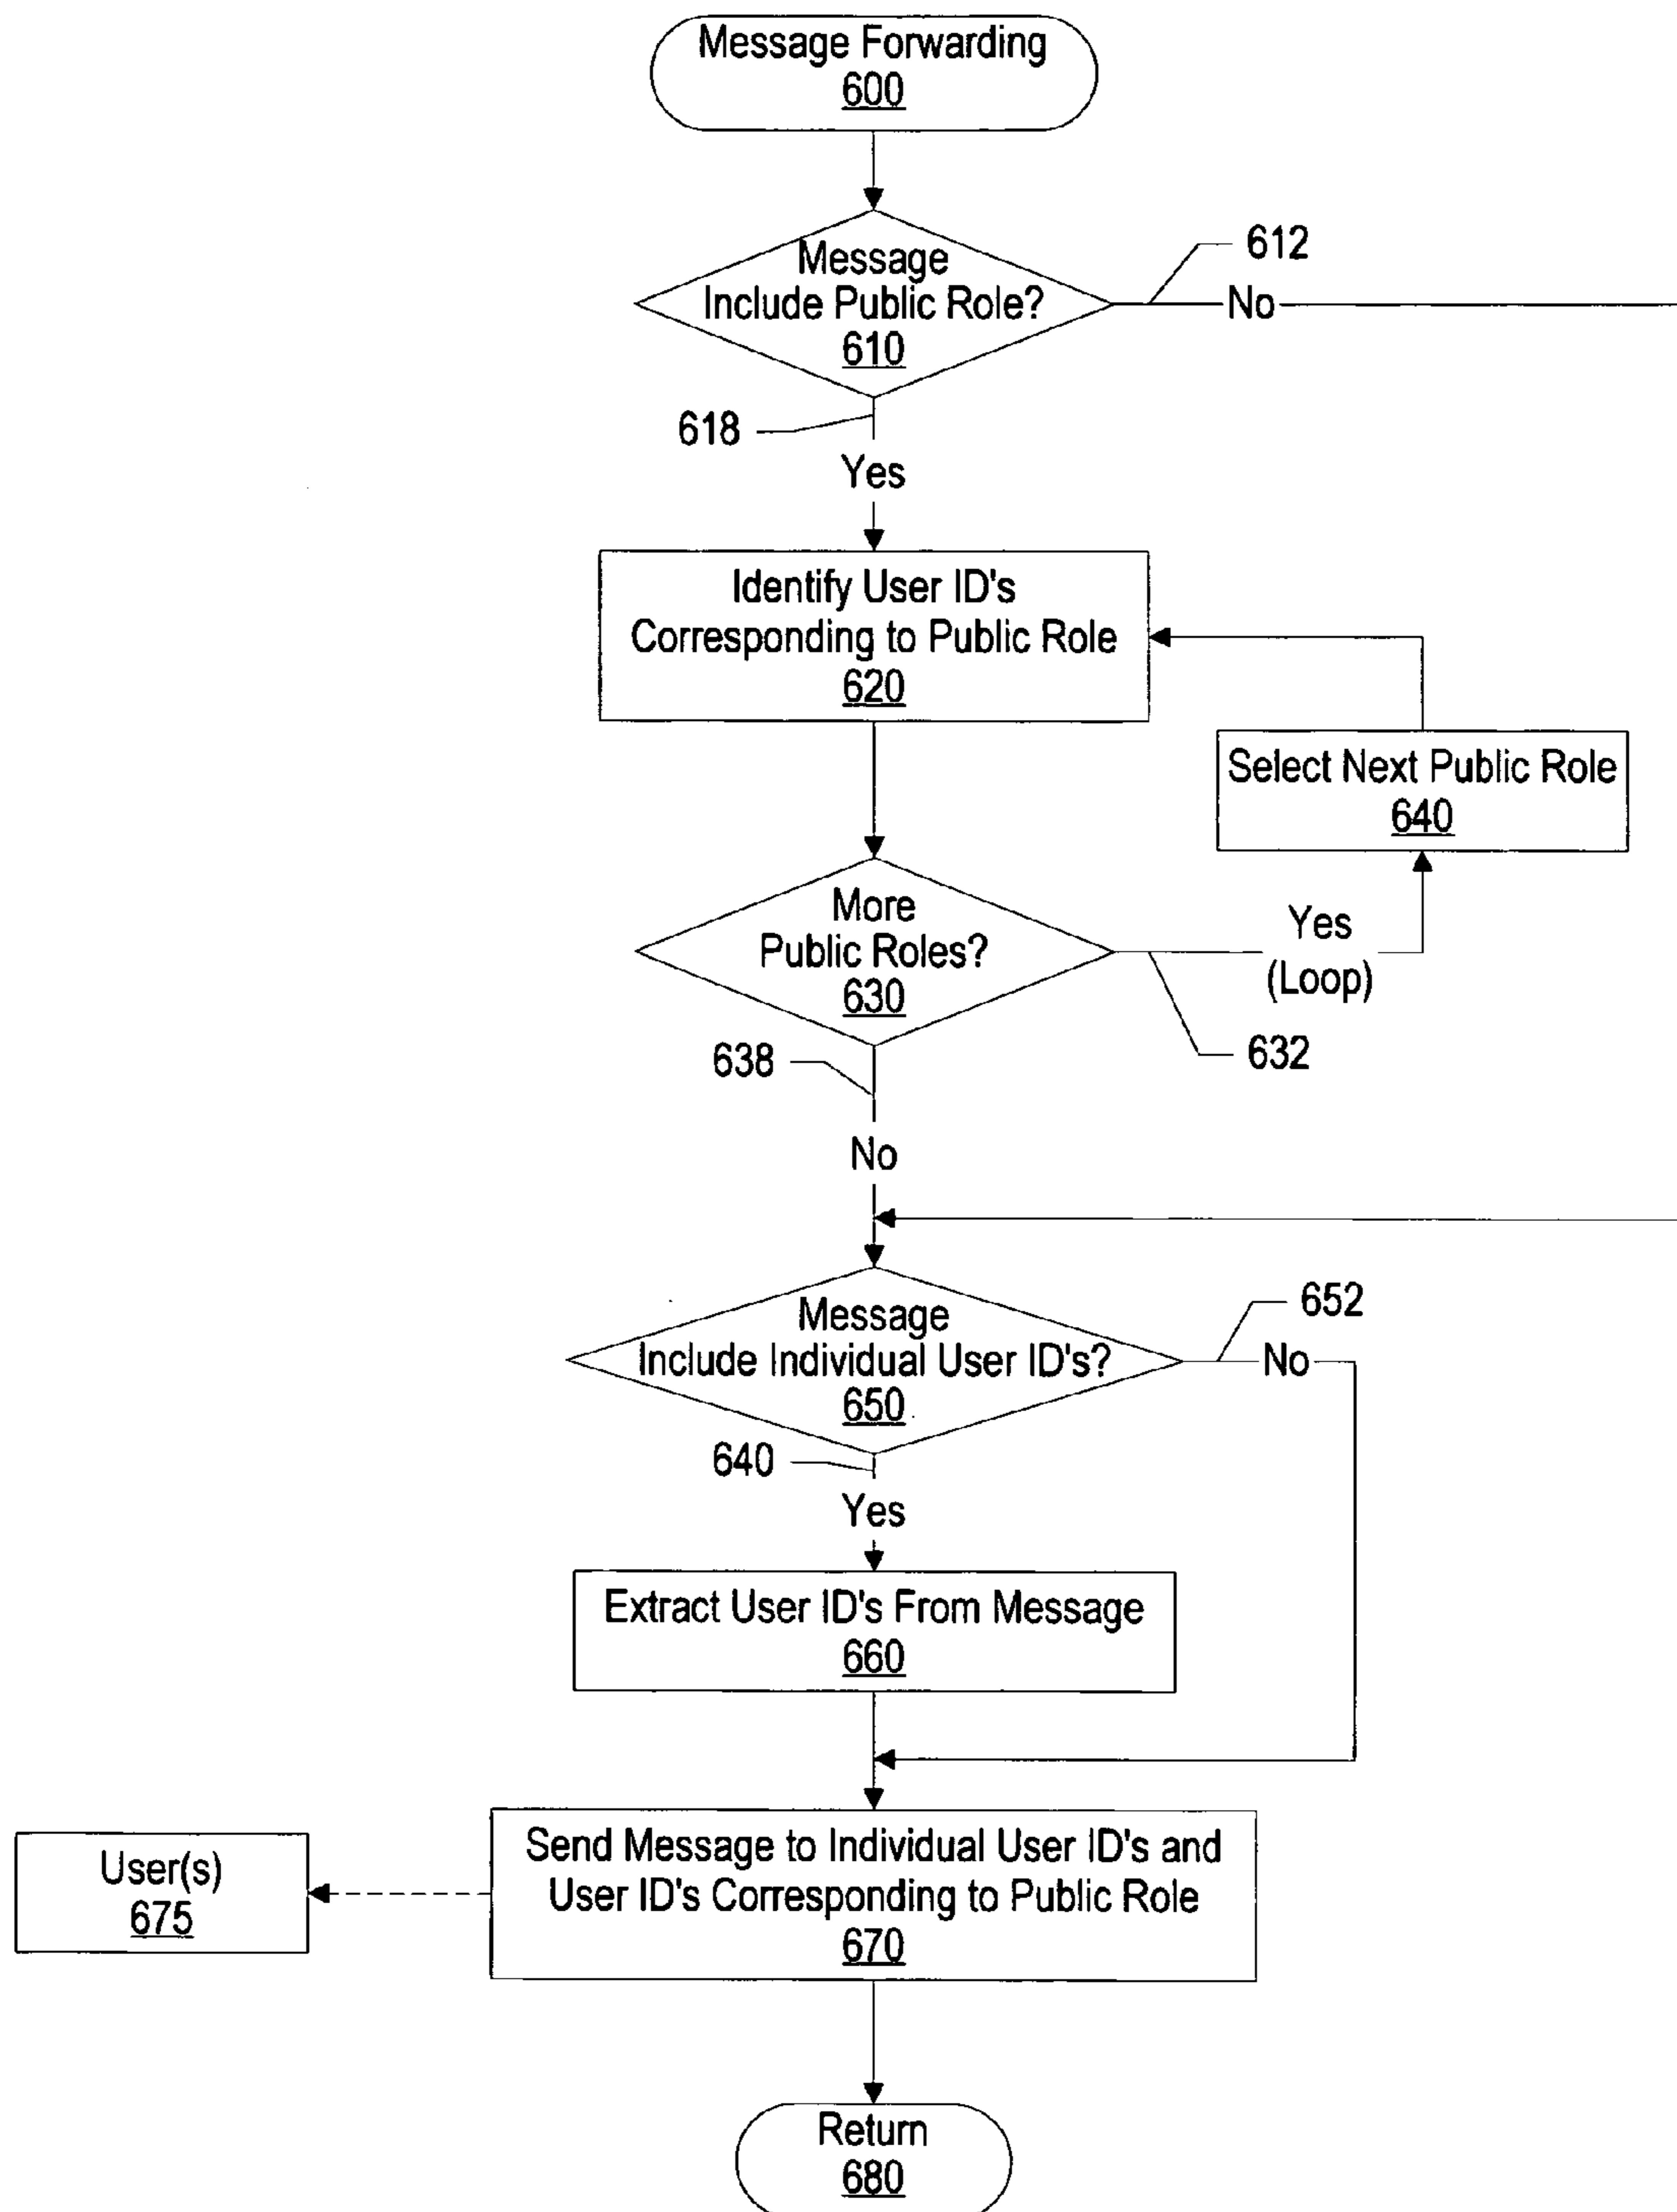 Message Forwarding
600
Message
Include Public Role?
610
612
No
618
Yes
Identify User ID's
Corresponding to Public Role
620
Select Next Public Role
640
More
Public Roles?
630
Yes
(Loop)
632
638
No
Message
Include Individual User ID's?
650
652
No
640
Yes
Extract User ID's From Message
660
Send Message to Individual User ID's and
User ID's Corresponding to Public Role
670
User(s)
675
Return
680